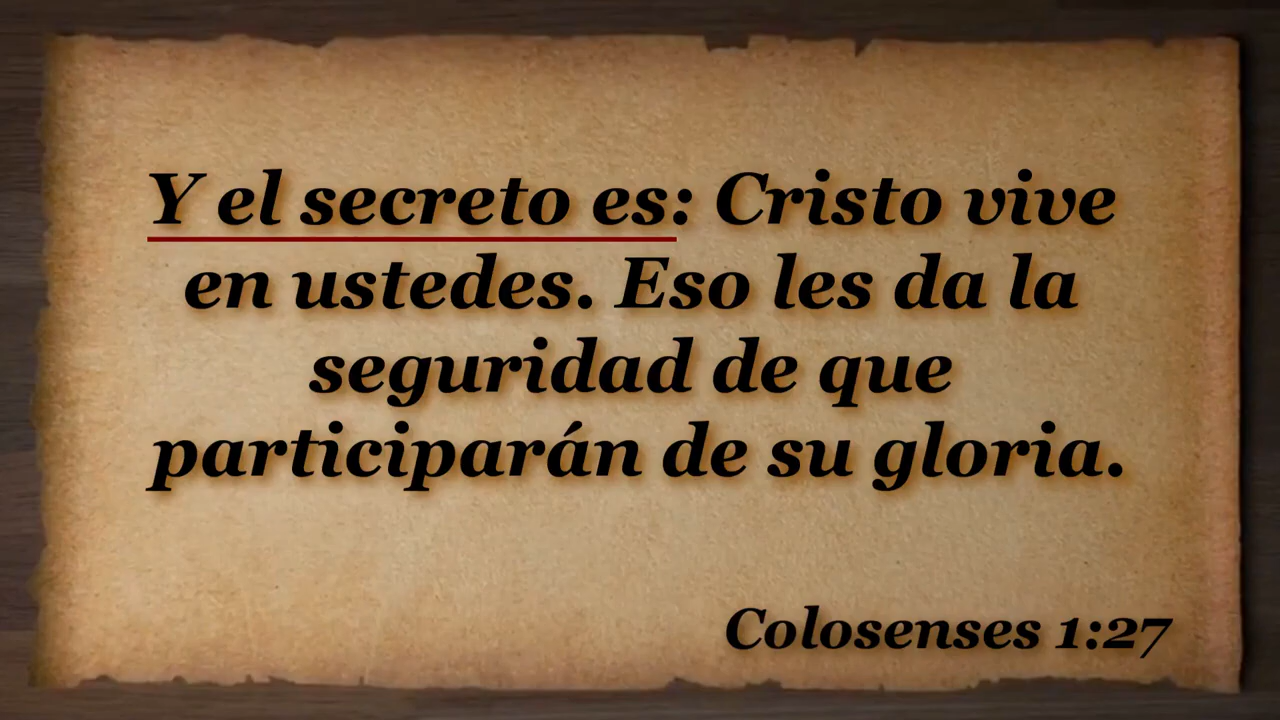 Y el secreto es: Cristo vive
en ustedes. Eso les da la
seguridad de que
participarán de su gloria.
Colosenses 1:27